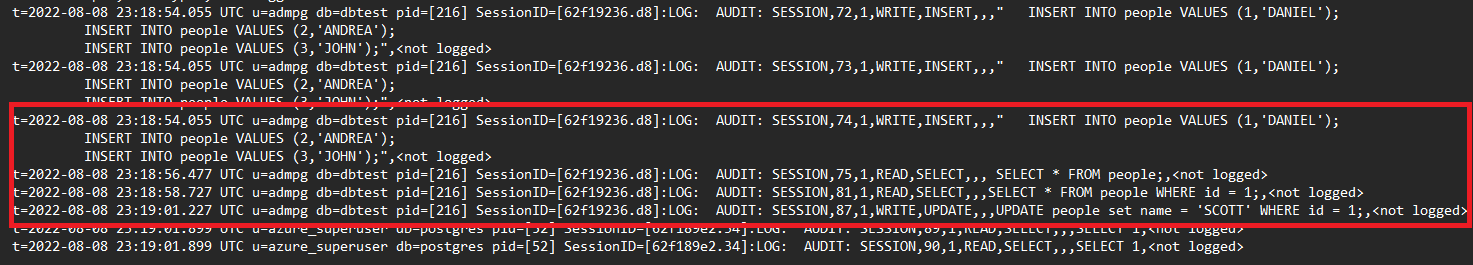 t=2022-08-08 23:18:54.055 UTC u=admpg db=dbtest pid=[216] SessionID=[62f19236.d8]:LOG:  AUDIT: SESSION,72,1,WRITE,INSERT,,,"   INSERT INTO people VALUES (1,'DANIEL');
INSERT INTO people VALUES (2,'ANDREA');
INSERT INTO people VALUES (3,'JOHN');",<not logged>
t=2022-08-08 23:18:54.055 UTC u=admpg db=dbtest pid=[216] SessionID=[62f19236.d8]:LOG:  AUDIT: SESSION,73,1,WRITE,INSERT,,,"   INSERT INTO people VALUES (1,'DANIEL');
INSERT INTO people VALUES (2,'ANDREA');
INSERT INTO people VALUES (3,'JOHN');",<not logged>
t=2022-08-08 23:18:54.055 UTC u=admpg db=dbtest pid=[216] SessionID=[62f19236.d8]:LOG:  AUDIT: SESSION,74,1,WRITE,INSERT,,,"   INSERT INTO people VALUES (1,'DANIEL');
INSERT INTO people VALUES (2,'ANDREA');
INSERT INTO people VALUES (3,'JOHN');",<not logged>
t=2022-08-08 23:18:56.477 UTC u=admpg db=dbtest pid=[216] SessionID=[62f19236.d8]:LOG:  AUDIT: SESSION,75,1,READ,SELECT,,, SELECT * FROM people;,<not logged>
t=2022-08-08 23:18:58.727 UTC u=admpg db=dbtest pid=[216] SessionID=[62f19236.d8]:LOG:  AUDIT: SESSION,81,1,READ,SELECT,,,SELECT * FROM people WHERE id = 1;,<not logged>
t=2022-08-08 23:19:01.227 UTC u=admpg db=dbtest pid=[216] SessionID=[62f19236.d8]:LOG:  AUDIT: SESSION,87,1,WRITE,UPDATE,,,UPDATE people set name = 'SCOTT' WHERE id = 1;,<not logged>
t=2022-08-08 23:19:01.899 UTC u=azure_superuser db=postgres pid=[52] SessionID=[62f189e2.34]:LOG:  AUDIT: SESSION,89,1,READ,SELECT,,,SELECT 1,<not logged>
t=2022-08-08 23:19:01.899 UTC u=azure_superuser db=postgres pid=[52] SessionID=[62f189e2.34]:LOG:  AUDIT: SESSION,90,1,READ,SELECT,,,SELECT 1,<not logged>